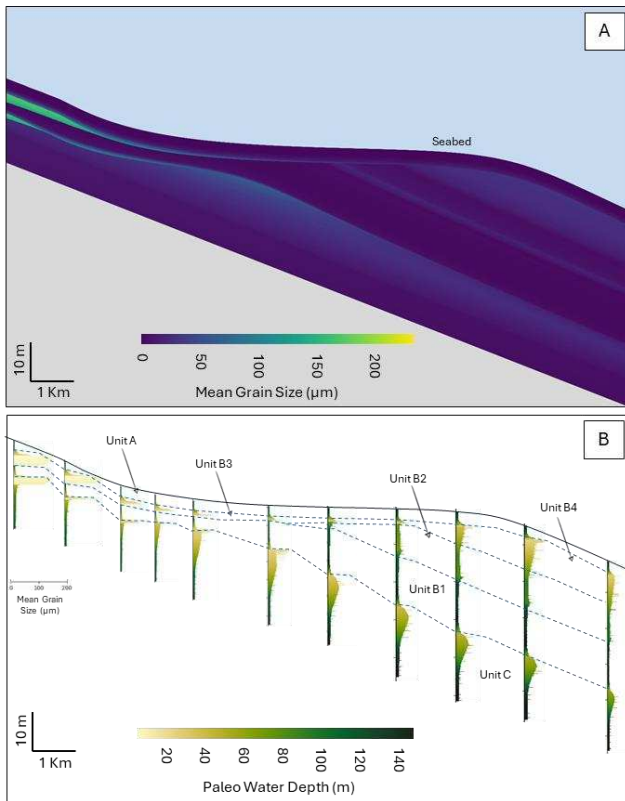 A
Seabed
0
50
100
150
200
Mean Grain Size (µm)
10 m
1 Km
B
Unit A
Unit B3
Unit B2
Unit B4
Unit B1
Unit C
0 100 200
Mean Grain
Size (µm)
10 m
1 Km
20
40
60
80
100
120
140
Paleo Water Depth (m)